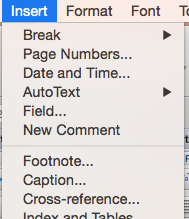 Insert Format Font
Break
Page Numbers...
Date and Time...
AutoText
Field...
New Comment
Footnote...
Caption...
Cross-reference...
Index and Tables